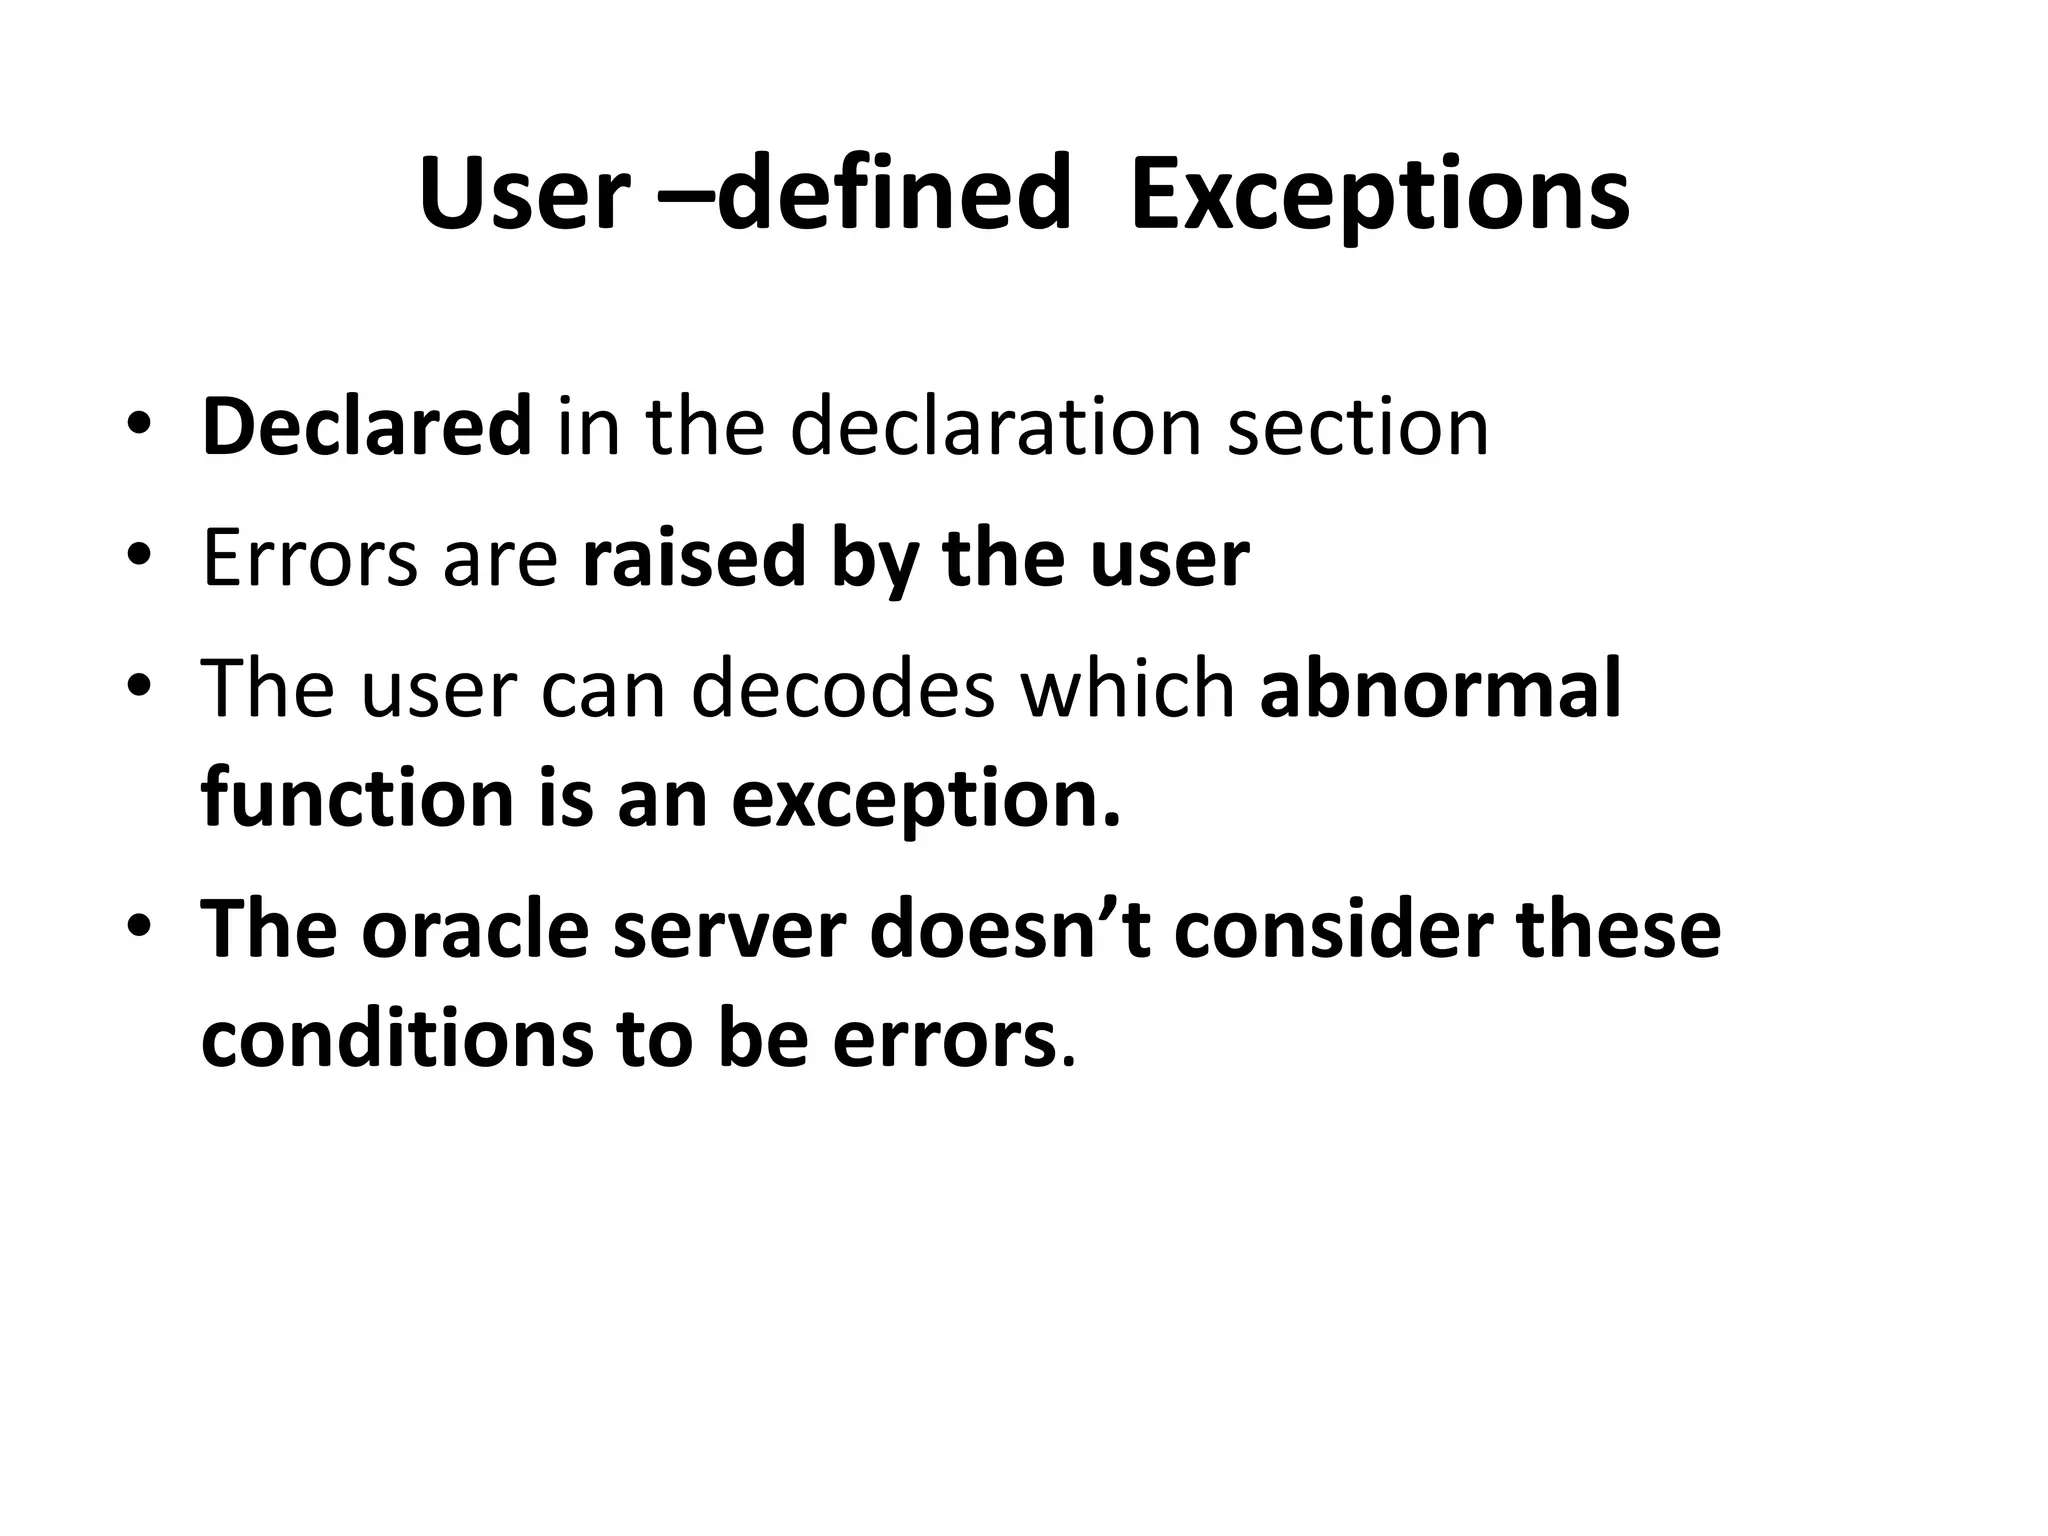 User –defined  Exceptions
• Declared in the declaration section
• Errors are raised by the user
• The user can decodes which abnormal
function is an exception.
• The oracle server doesn’t consider these
conditions to be errors.